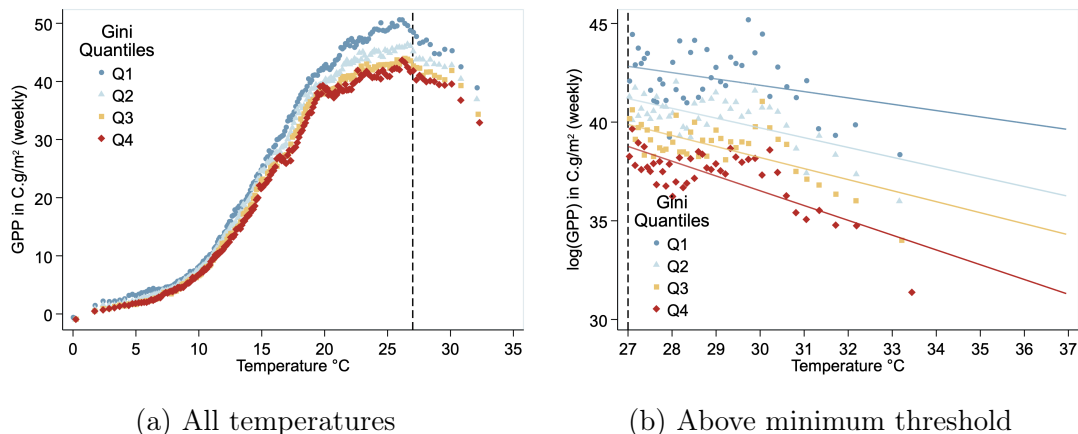 GPP in C.g/m² (weekly)
50
40
30
20
10
0
Gini
Quantiles
Q1
Q2
Q3
Q4
0
5
10
15
20
25
30
35
Temperature °C
(a) All temperatures
log(GPP) in C.g/m² (weekly)
45
40
35
30
Gini
Quantiles
Q1
Q2
Q3
Q4
27
28
29
30
31
32
33
34
35
36
37
Temperature °C
(b) Above minimum threshold